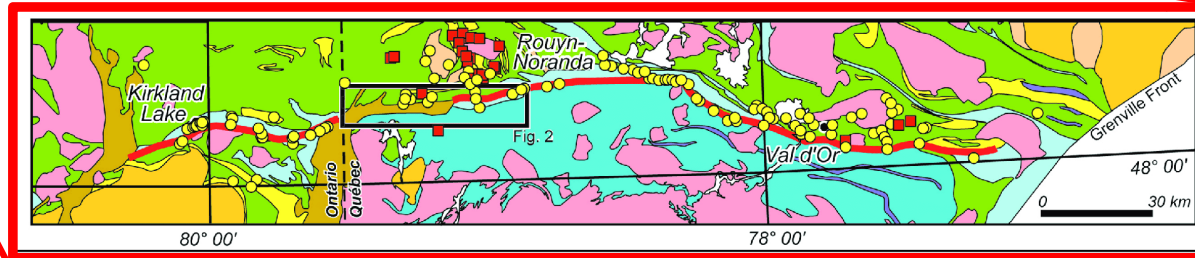 Rouyn-
Noranda
Kirkland
Lake
Fig. 2
Val-d'Or
Ontario
Québec
Grenville Front
48° 00'
0 30 km
80° 00'
78° 00'